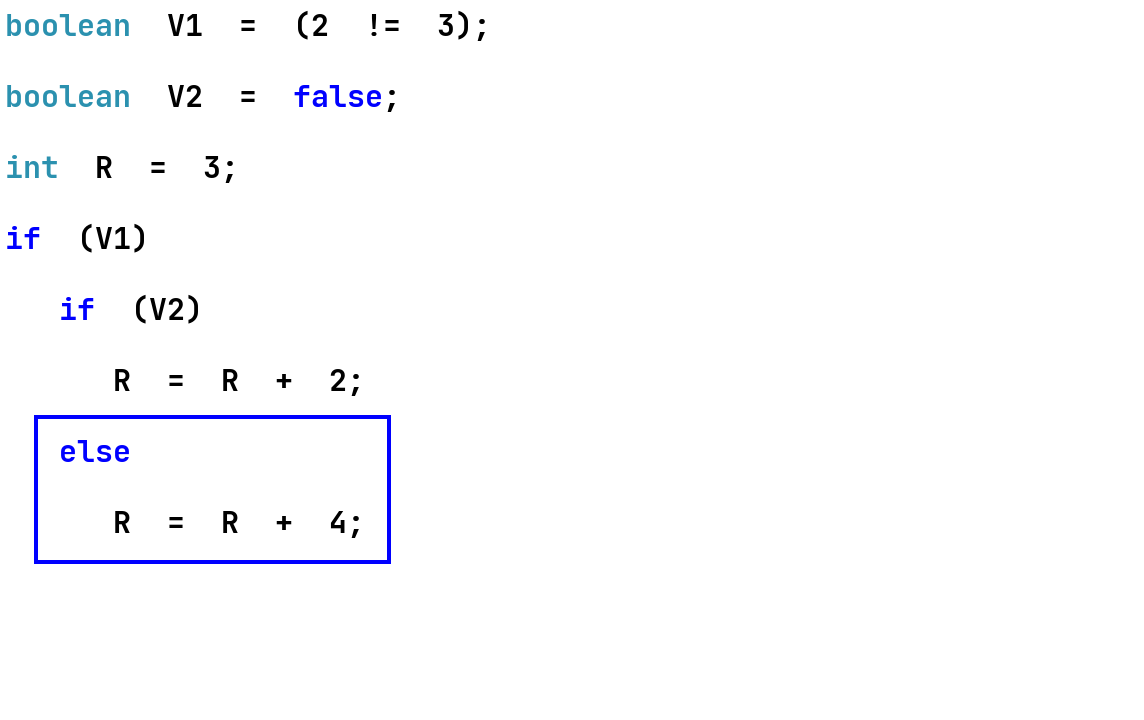 boolean V1 = (2 != 3);
boolean V2 = false;
int R = 3;
if (V1)
if (V2)
R = R + 2;
else
R = R + 4;